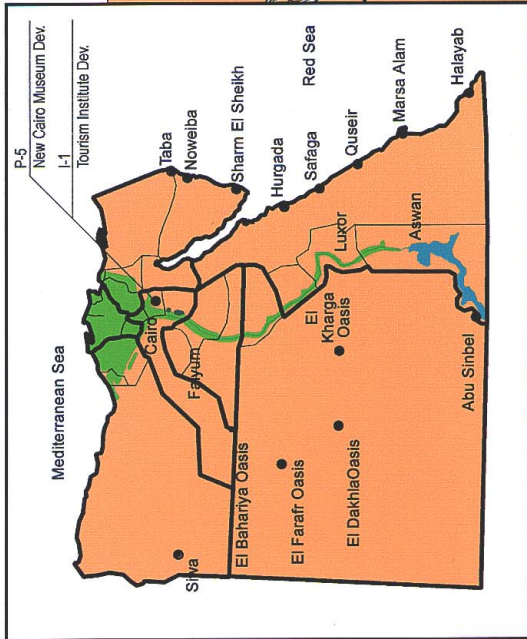 P-5
New Cairo Museum Dev.
I-1
Tourism Institute Dev.
Mediterranean Sea
Taba
Noweiba
Sharm El Sheikh
Red Sea
Hurgada
Safaga
Quseir
Marsa Alam
Halayab
Cairo
Faiyum
Siwa
El Bahariya Oasis
El Farafr Oasis
El DakhlaOasis
El
Kharga
Oasis
Luxor
Aswan
Abu Sinbel